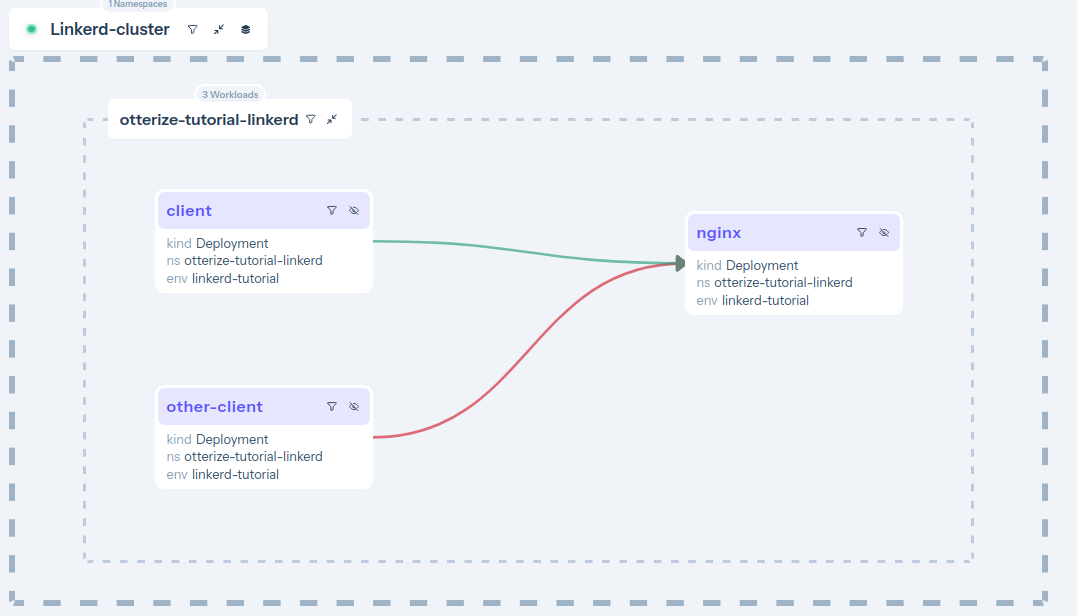 1 Namespaces
Linkerd-cluster
3 Workloads
otterize-tutorial-linkerd
client
kind Deployment
ns otterize-tutorial-linkerd
env linkerd-tutorial
nginx
kind Deployment
ns otterize-tutorial-linkerd
env linkerd-tutorial
other-client
kind Deployment
ns otterize-tutorial-linkerd
env linkerd-tutorial